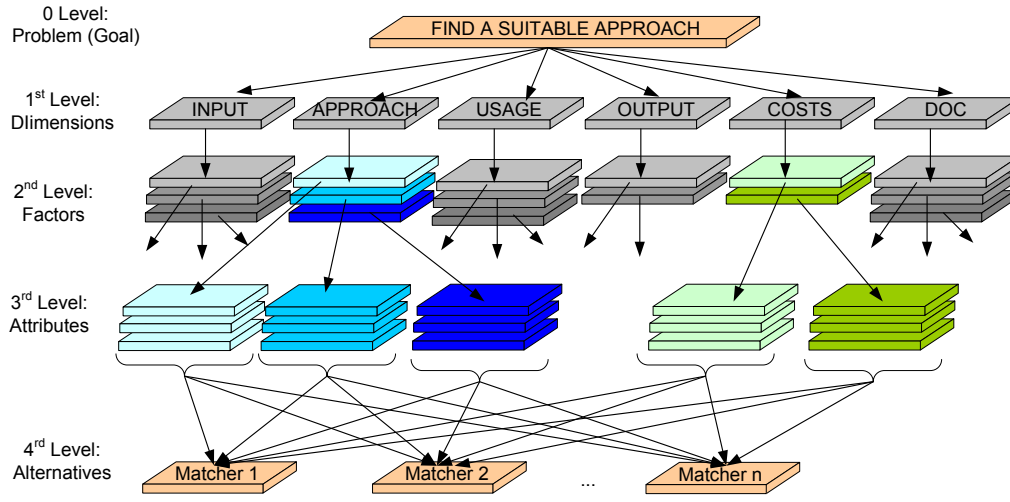 0 Level:
Problem (Goal)
FIND A SUITABLE APPROACH
1st Level:
DIimensions
INPUT
APPROACH
USAGE
OUTPUT
COSTS
DOC
2nd Level:
Factors
3rd Level:
Attributes
4rd Level:
Alternatives
Matcher 1
Matcher 2
...
Matcher n